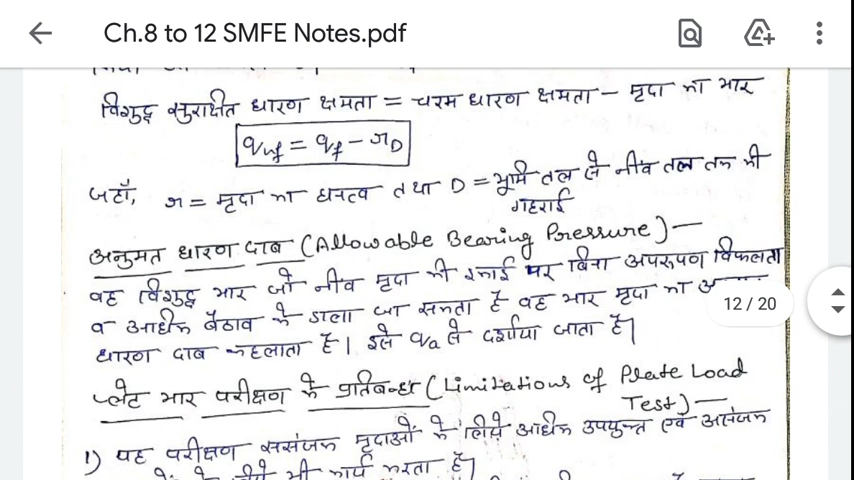 Ch.8 to 12 SMFE Notes.pdf
विशुद्ध सुरक्षित धारण क्षमता = चरम धारण क्षमता - मृदा का भार
qnf = qf - γD
जहाँ, γ = मृदा का घनत्व तथा D = भूमि तल से नीव तल तक की
गहराई
अनुमत धारण दाब (Allowable Bearing Pressure) —
वह विशुद्ध भार जो नीव मृदा की इकाई पर बिना अपरूपण विफलता
व अधिक बैठाव के डाला जा सकता है वह भार मृदा का
12 / 20
धारण दाब कहलाता है। इसे qa से दर्शाया जाता है।
प्लेट भार परीक्षण के प्रतिबन्ध (Limitations of Plate Load
Test) —
1) यह परीक्षण ससंजक मृदाओं के लिये अधिक उपयुक्त एवं असंजक
भी कार्य करता है।